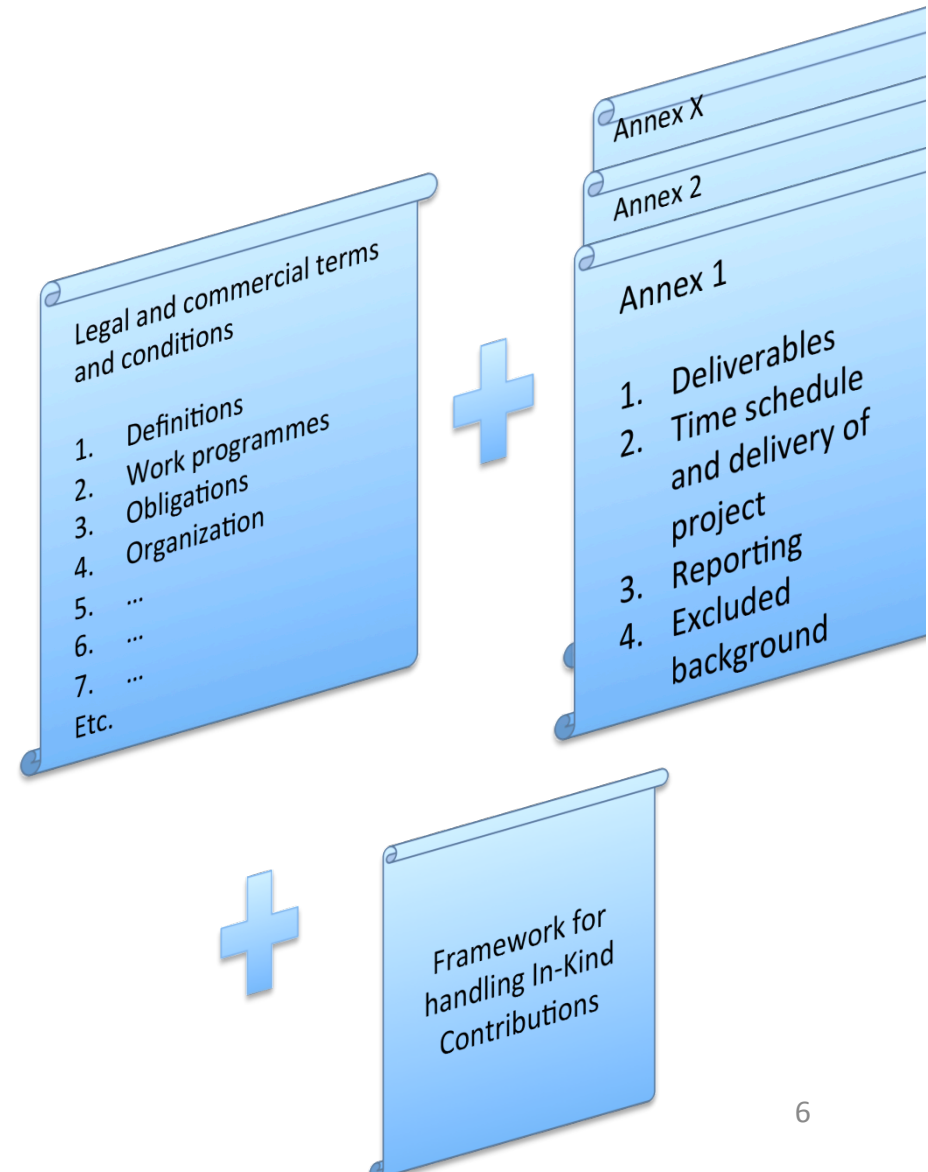 Legal and commercial terms
and conditions
1. Definitions
2. Work programmes
3. Obligations
4. Organization
5. ...
6. ...
7. ...
Etc.
Annex X
Annex 2
Annex 1
1. Deliverables
2. Time schedule
and delivery of
project
3. Reporting
4. Excluded
background
Framework for
handling In-Kind
Contributions
6